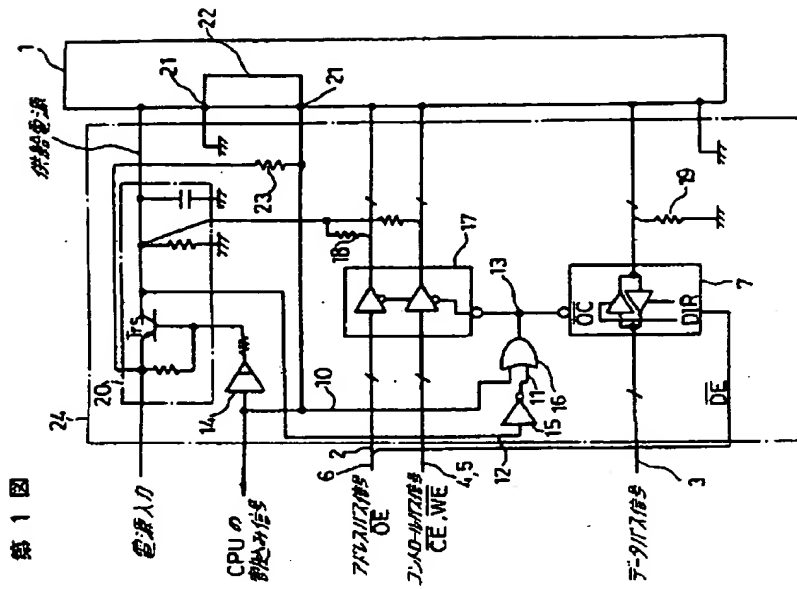 第 1 図
電源入力
CPUの
割込み信号
アドレスバス信号
OE
コントロールバス信号
CE, WE
データバス信号
供給電源
24
20
Trs
14
6
2
4, 5
12
3
10
11
15
16
13
17
18
23
21
21
22
1
OC
DIR
DE
7
19